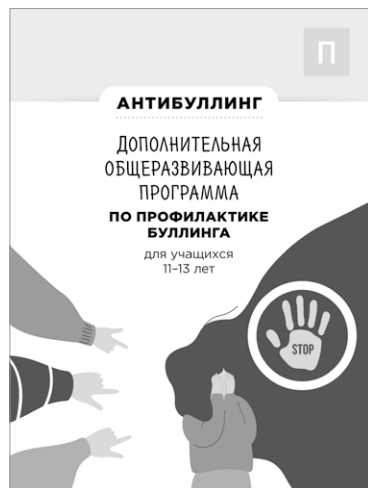 П
АНТИБУЛЛИНГ
ДОПОЛНИТЕЛЬНАЯ
ОБЩЕРАЗВИВАЮЩАЯ
ПРОГРАММА
ПО ПРОФИЛАКТИКЕ
БУЛЛИНГА
для учащихся
11–13 лет
STOP